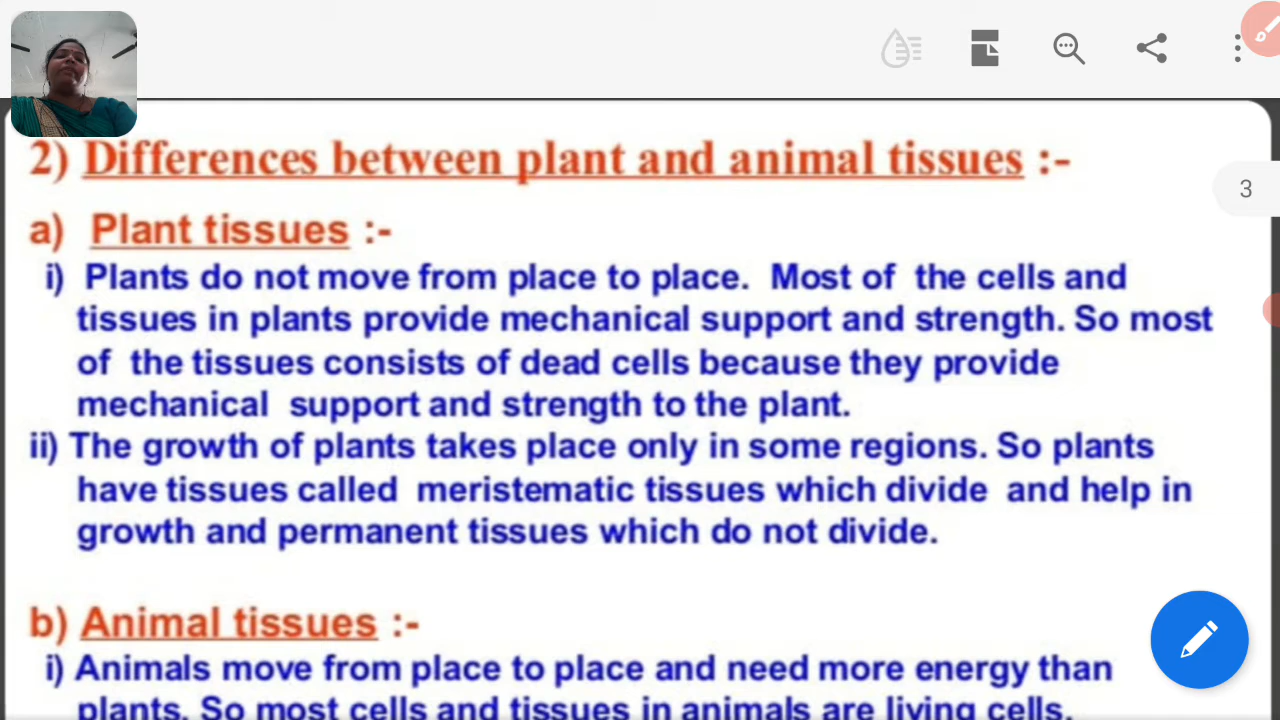 2) Differences between plant and animal tissues :-
3
a) Plant tissues :-
i) Plants do not move from place to place. Most of the cells and
tissues in plants provide mechanical support and strength. So most
of the tissues consists of dead cells because they provide
mechanical support and strength to the plant.
ii) The growth of plants takes place only in some regions. So plants
have tissues called meristematic tissues which divide and help in
growth and permanent tissues which do not divide.
b) Animal tissues :-
i) Animals move from place to place and need more energy than
plants. So most cells and tissues in animals are living cells.